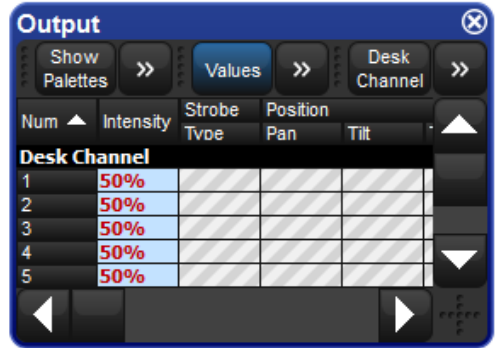 Output
Show Palettes » Values » Desk Channel »
Num Intensity Strobe Position
Type Pan Tilt
Desk Channel
1 50%
2 50%
3 50%
4 50%
5 50%